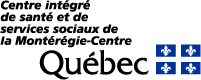 Centre intégré
de santé et de
services sociaux de
la Montérégie-Centre
Québec